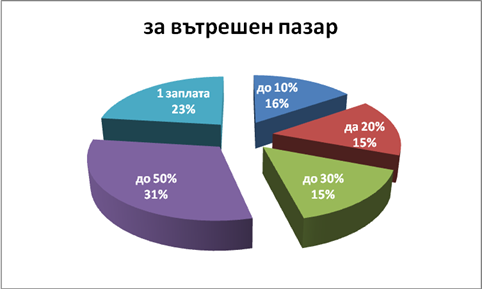 за вътрешен пазар
до 10%
16%
да 20%
15%
до 30%
15%
до 50%
31%
1 заплата
23%